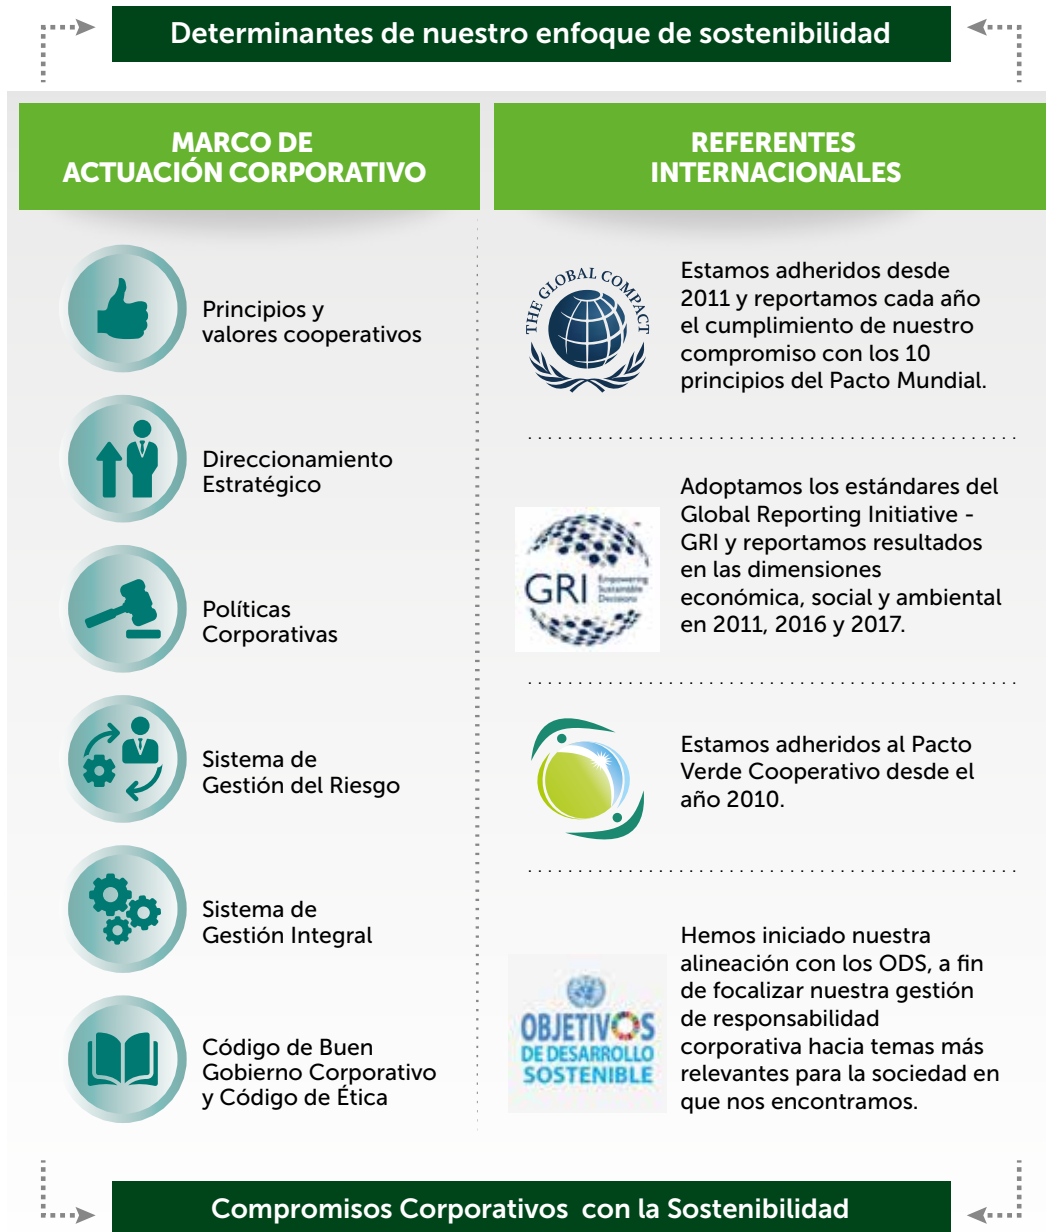 Determinantes de nuestro enfoque de sostenibilidad
MARCO DE
ACTUACIÓN CORPORATIVO
Principios y
valores cooperativos
Direccionamiento
Estratégico
Políticas
Corporativas
Sistema de
Gestión del Riesgo
Sistema de
Gestión Integral
Código de Buen
Gobierno Corporativo
y Código de Ética
REFERENTES
INTERNACIONALES
THE GLOBAL COMPACT
Estamos adheridos desde
2011 y reportamos cada año
el cumplimiento de nuestro
compromiso con los 10
principios del Pacto Mundial.
GRI
Empowering
Sustainable
Decisions
Adoptamos los estándares del
Global Reporting Initiative -
GRI y reportamos resultados
en las dimensiones
económica, social y ambiental
en 2011, 2016 y 2017.
Estamos adheridos al Pacto
Verde Cooperativo desde el
año 2010.
OBJETIVOS
DE DESARROLLO
SOSTENIBLE
Hemos iniciado nuestra
alineación con los ODS, a fin
de focalizar nuestra gestión
de responsabilidad
corporativa hacia temas más
relevantes para la sociedad en
que nos encontramos.
Compromisos Corporativos con la Sostenibilidad